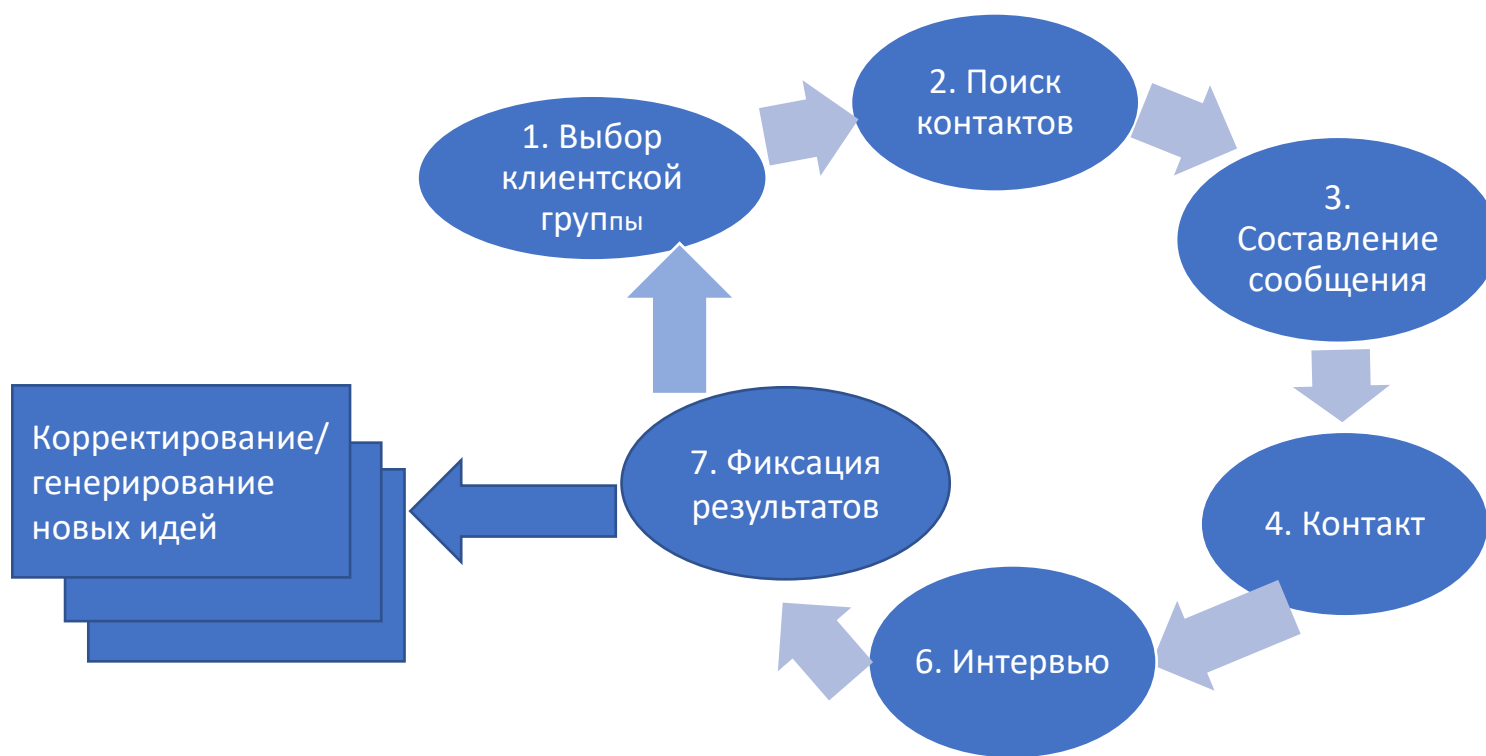 1. Выбор
клиентской
группы
2. Поиск
контактов
3.
Составление
сообщения
4. Контакт
6. Интервью
7. Фиксация
результатов
Корректирование/
генерирование
новых идей